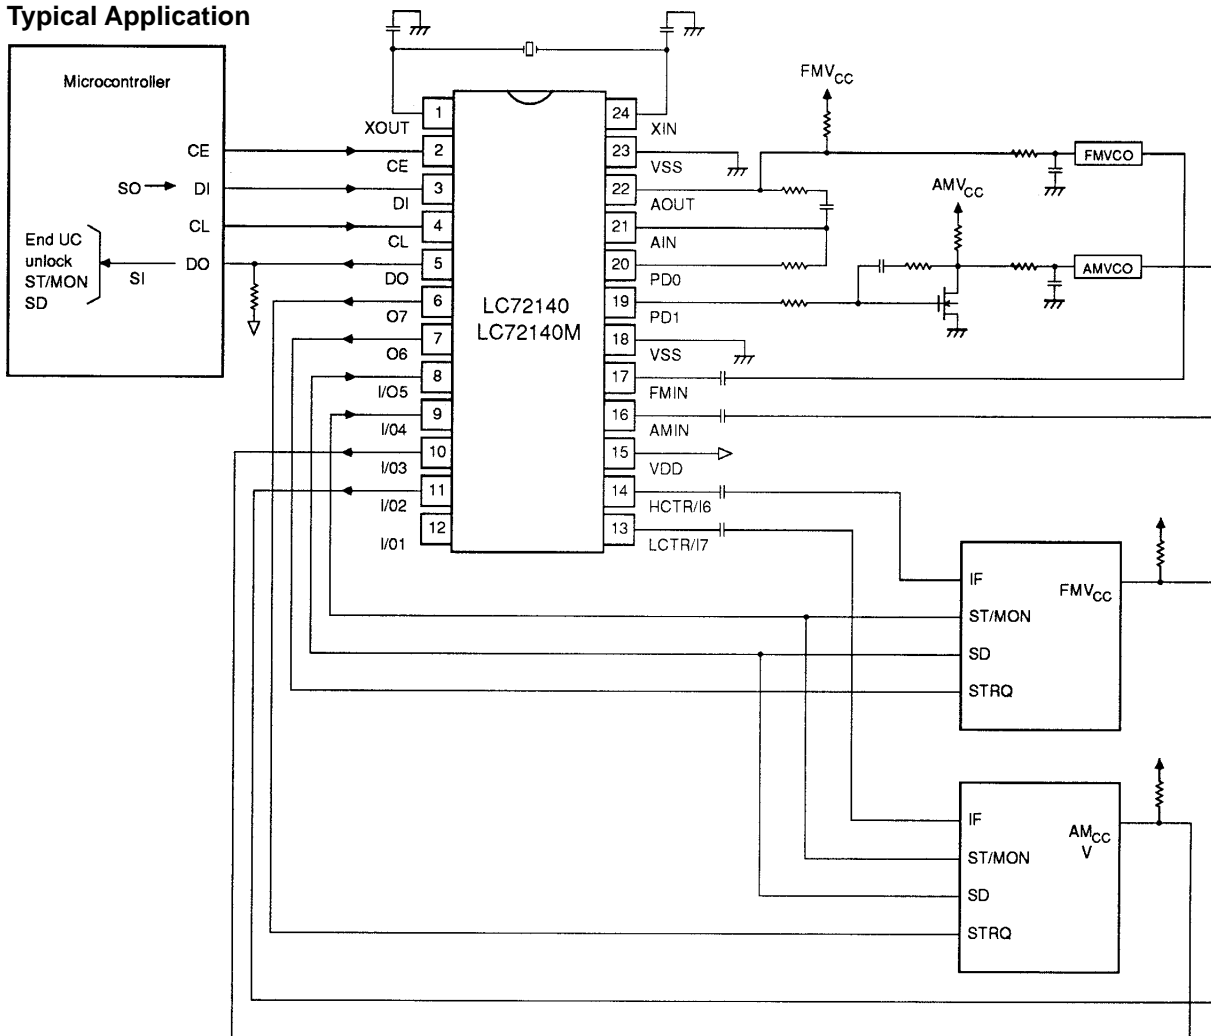 Typical Application
Microcontroller
CE
SO
DI
CL
End UC
unlock
ST/MON
SD
SI
DO
XOUT
1
CE
2
DI
3
CL
4
DO
5
O7
6
O6
7
I/O5
8
I/04
9
I/03
10
I/02
11
I/01
12
LC72140
LC72140M
24
XIN
23
VSS
22
AOUT
21
AIN
20
PD0
19
PD1
18
VSS
17
FMIN
16
AMIN
15
VDD
14
HCTR/I6
13
LCTR/I7
FMVCC
FMVCO
AMVCC
AMVCO
IF
FMVCC
ST/MON
SD
STRQ
IF
AMCC
V
ST/MON
SD
STRQ